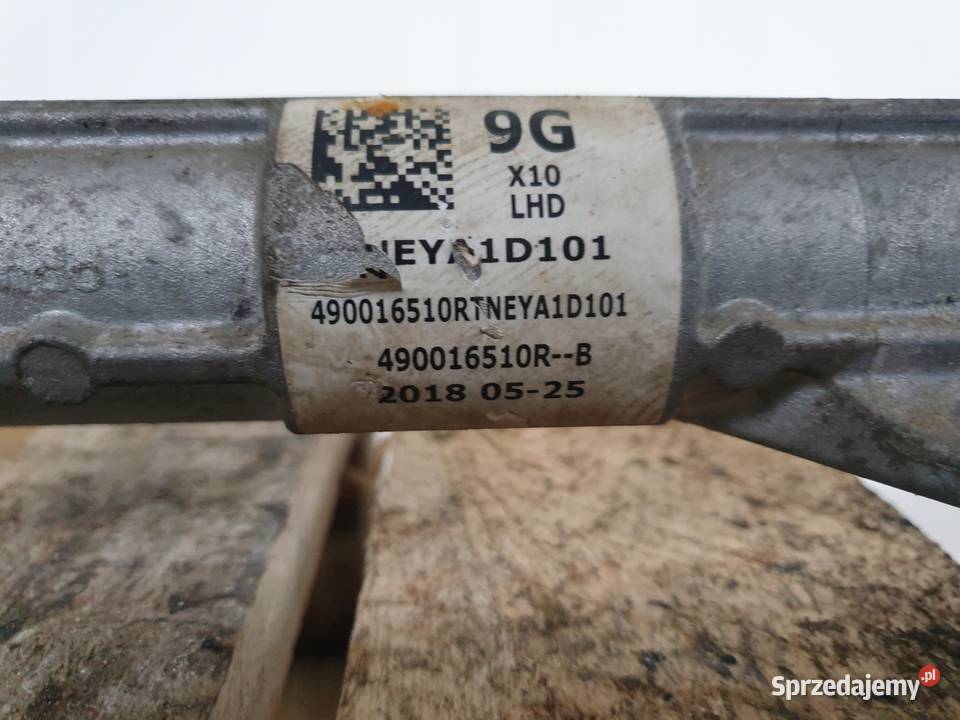 9G
X10
LHD
NEYA1D101
490016510RTNEYA1D101
490016510R--B
2018 05-25
Sprzedajemy.pl